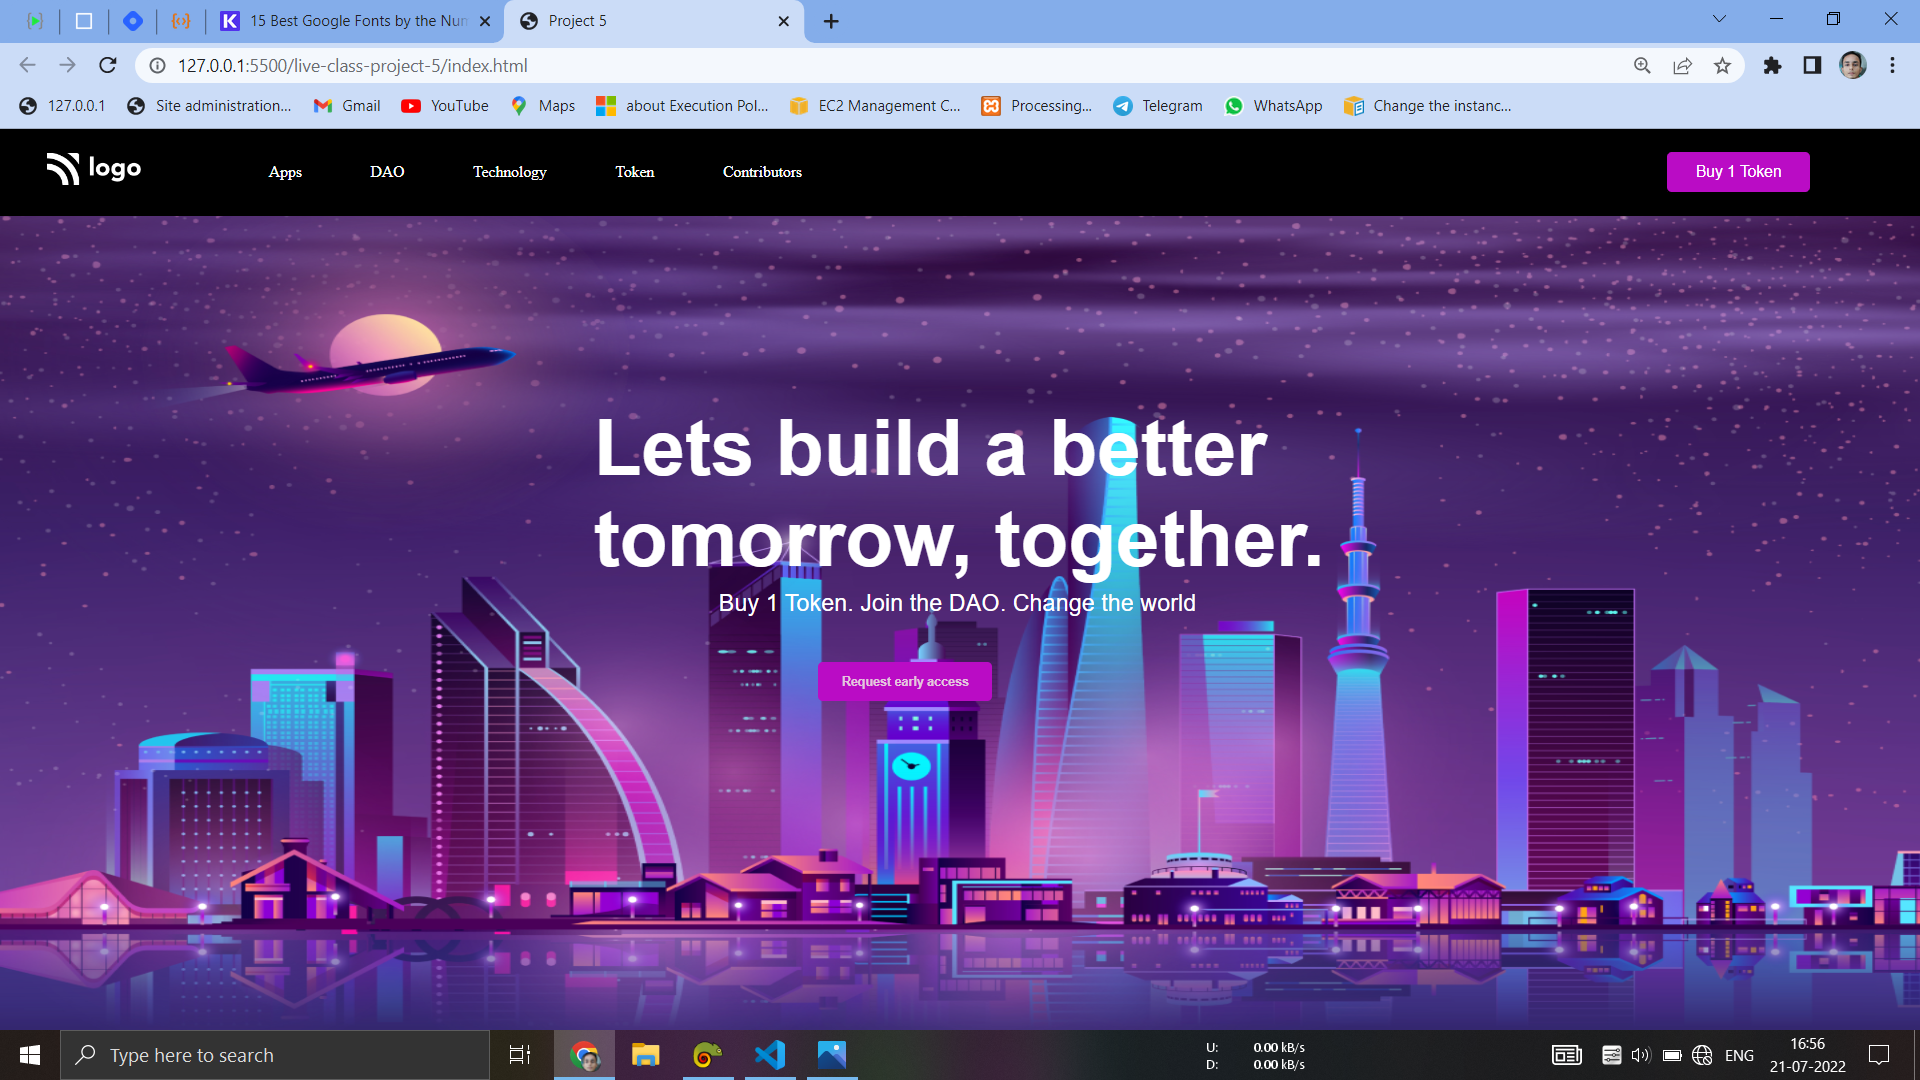 15 Best Google Fonts by the Num
Project 5
127.0.0.1:5500/live-class-project-5/index.html
127.0.0.1
Site administration...
Gmail
YouTube
Maps
about Execution Pol...
EC2 Management C...
Processing...
Telegram
WhatsApp
Change the instanc...
logo
Apps
DAO
Technology
Token
Contributors
Buy 1 Token
Lets build a better
tomorrow, together.
Buy 1 Token. Join the DAO. Change the world
Request early access
Type here to search
U: 0.00 kB/s
D: 0.00 kB/s
ENG
16:56
21-07-2022